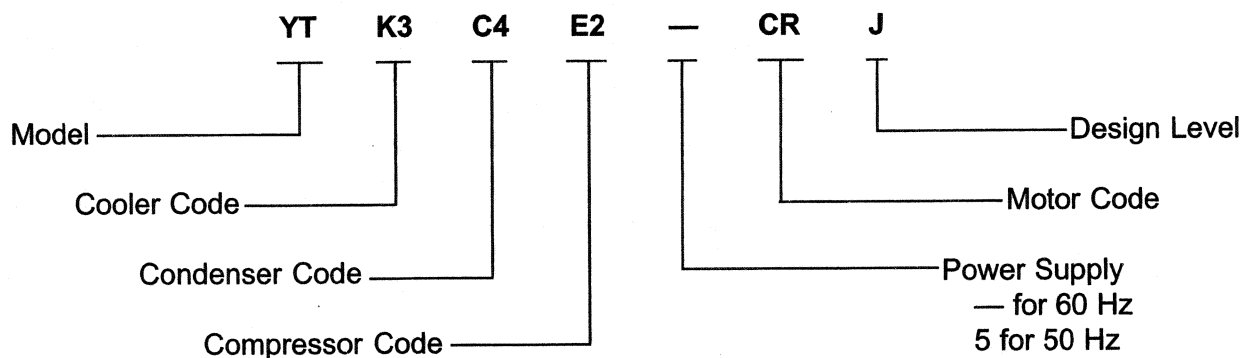 YT K3 C4 E2 — CR J
Model
Design Level
Cooler Code
Motor Code
Condenser Code
Power Supply
— for 60 Hz
5 for 50 Hz
Compressor Code